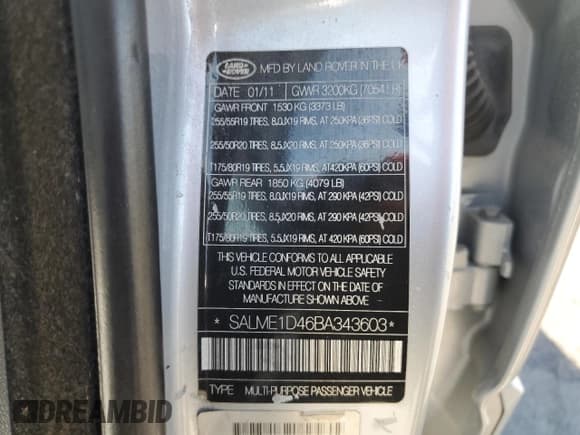 LAND ROVER
MFD BY LAND ROVER IN THE UK
DATE 01/11 GVWR 3200KG (7054 LB)
GAWR FRONT 1530 KG (3373 LB)
255/55R19 TIRES, 8.0JX19 RIMS, AT 250KPA (36PSI) COLD
255/50R20 TIRES, 8.5JX20 RIMS, AT 250KPA (36PSI) COLD
T175/80R19 TIRES, 5.5JX19 RIMS, AT420KPA (60PSI) COLD
GAWR REAR 1850 KG (4079 LB)
255/55R19 TIRES, 8.0JX19 RIMS, AT 290 KPA (42PSI) COLD
255/50R20 TIRES, 8.5JX20 RIMS, AT 290 KPA (42PSI) COLD
T175/80R19 TIRES, 5.5JX19 RIMS, AT 420 KPA (60PSI) COLD
THIS VEHICLE CONFORMS TO ALL APPLICABLE
U.S. FEDERAL MOTOR VEHICLE SAFETY
STANDARDS IN EFFECT ON THE DATE OF
MANUFACTURE SHOWN ABOVE.
* SALME1D46BA343603 *
TYPE MULTI-PURPOSE PASSENGER VEHICLE
DREAMBID